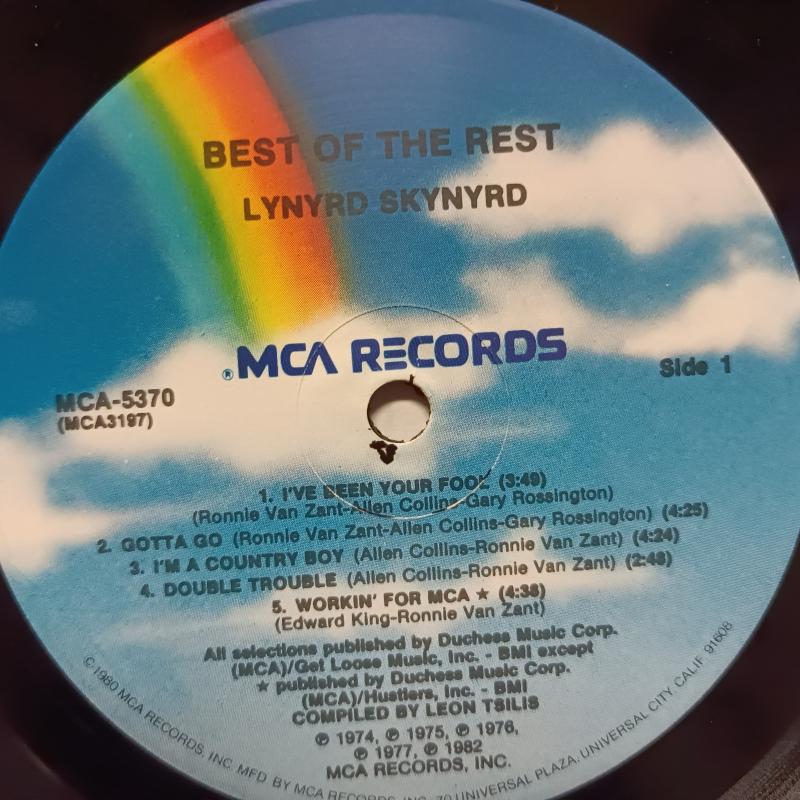 BEST OF THE REST
LYNYRD SKYNYRD
® MCA RECORDS
Side 1
MCA-5370
(MCA3197)
1. I'VE BEEN YOUR FOOL (3:49)
(Ronnie Van Zant-Allen Collins-Gary Rossington)
2. GOTTA GO (Ronnie Van Zant-Allen Collins-Gary Rossington) (4:25)
3. I'M A COUNTRY BOY (Allen Collins-Ronnie Van Zant) (4:24)
4. DOUBLE TROUBLE (Allen Collins-Ronnie Van Zant) (2:48)
5. WORKIN' FOR MCA ★ (4:38)
(Edward King-Ronnie Van Zant)
All selections published by Duchess Music Corp.
(MCA)/Get Loose Music, Inc. - BMI except
★ published by Duchess Music Corp.
(MCA)/Hustlers, Inc. - BMI
COMPILED BY LEON TSILIS
℗ 1974, ℗ 1975, ℗ 1976,
℗ 1977, ℗ 1982
MCA RECORDS, INC.
©1980 MCA RECORDS, INC. MFD BY MCA RECORDS, INC., 70 UNIVERSAL PLAZA, UNIVERSAL CITY, CALIF. 91608